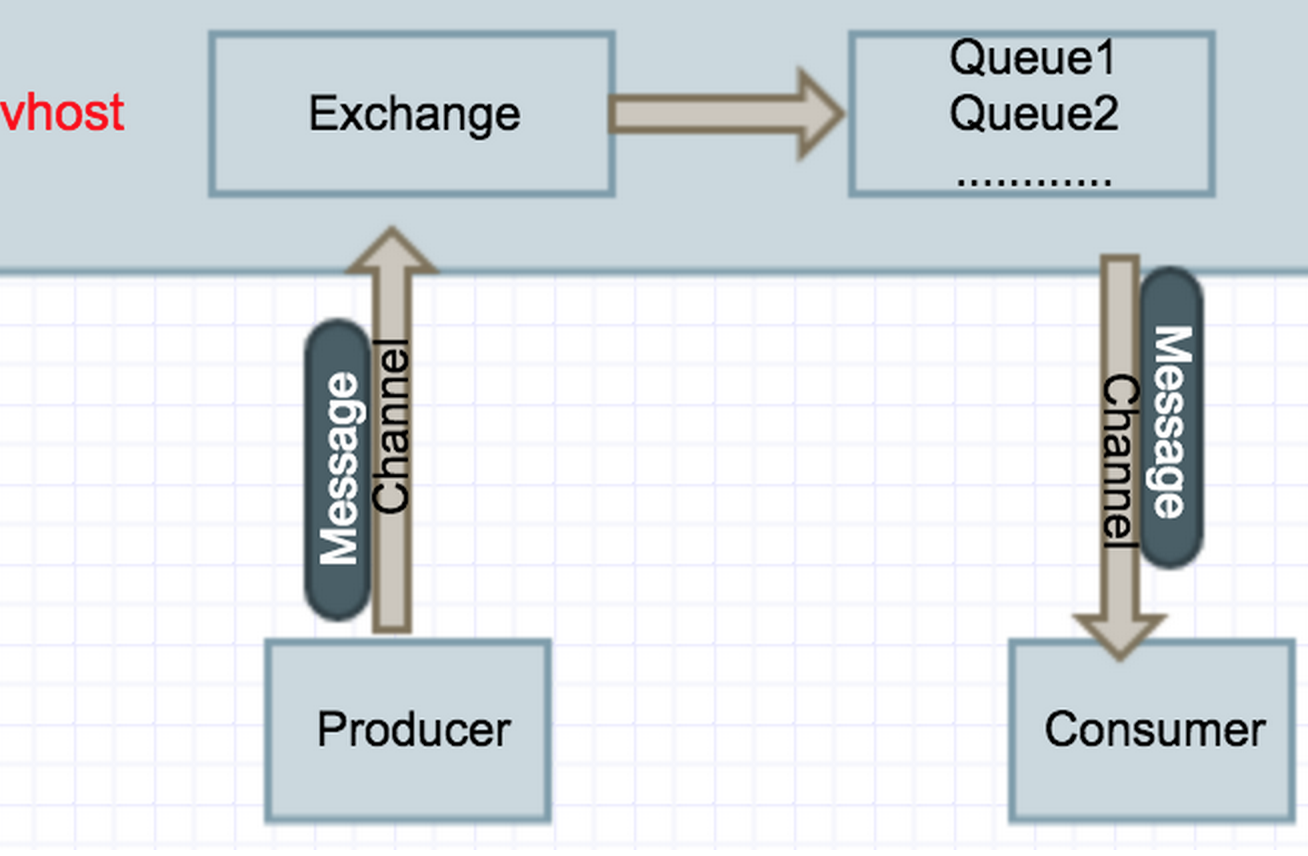 vhost
Exchange
Queue1
Queue2
............
Message
Channel
Channel
Message
Producer
Consumer